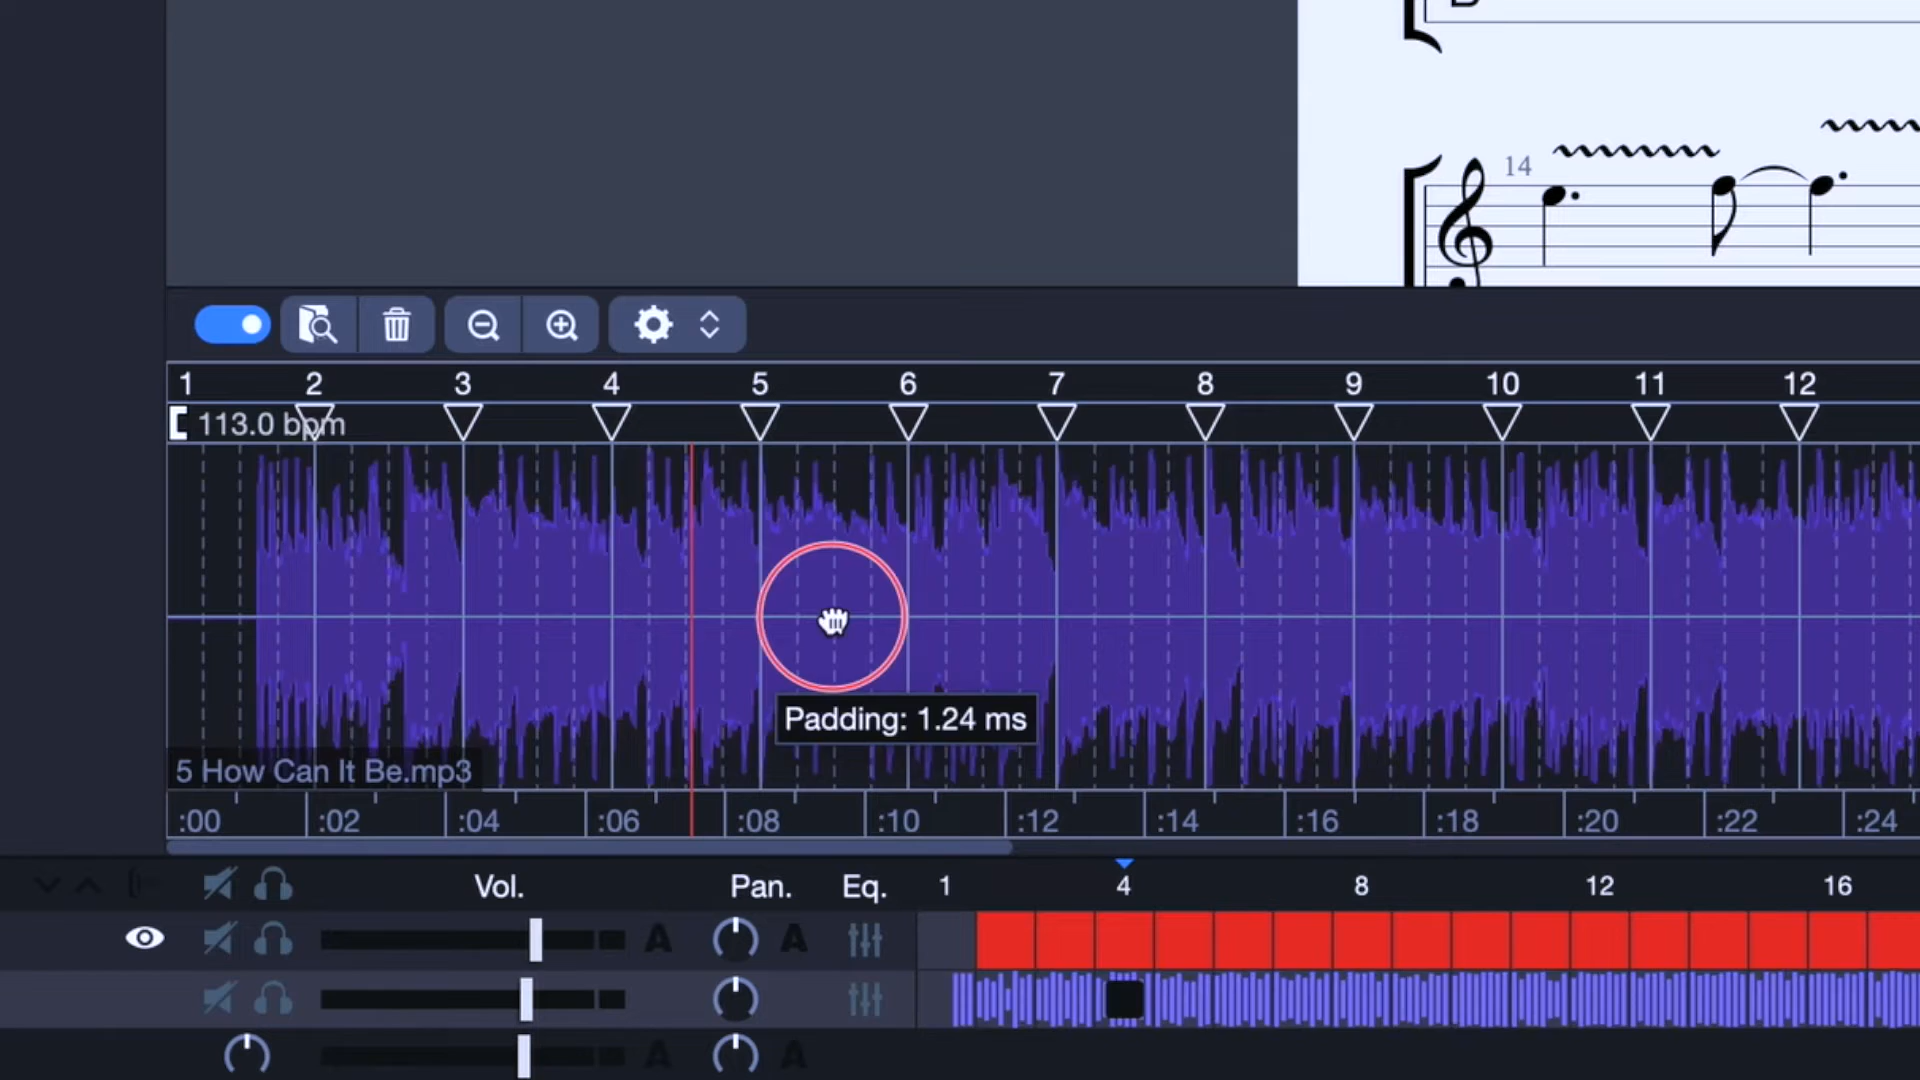 14
1 2 3 4 5 6 7 8 9 10 11 12
113.0 bpm
Padding: 1.24 ms
5 How Can It Be.mp3
:00 :02 :04 :06 :08 :10 :12 :14 :16 :18 :20 :22 :24
Vol. Pan. Eq. 1 4 8 12 16
A A
A A